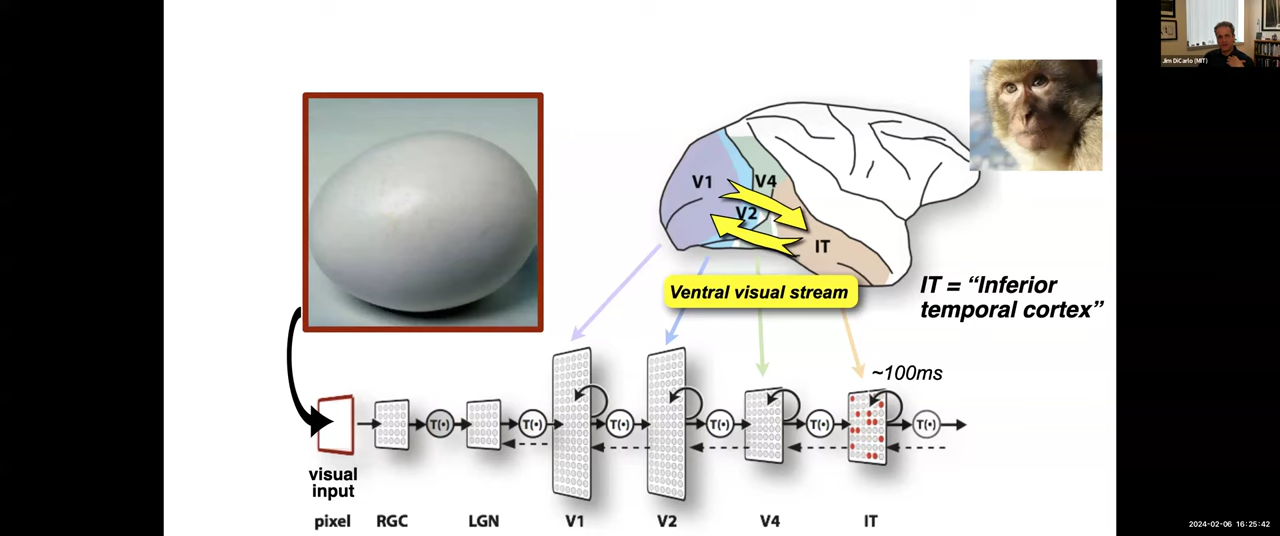 Jim DiCarlo (MIT)
V1
V4
V2
IT
Ventral visual stream
IT = “Inferior
temporal cortex”
~100ms
T(•)
T(•)
T(•)
T(•)
T(•)
T(•)
visual
input
pixel
RGC
LGN
V1
V2
V4
IT
2024-02-06 16:25:42